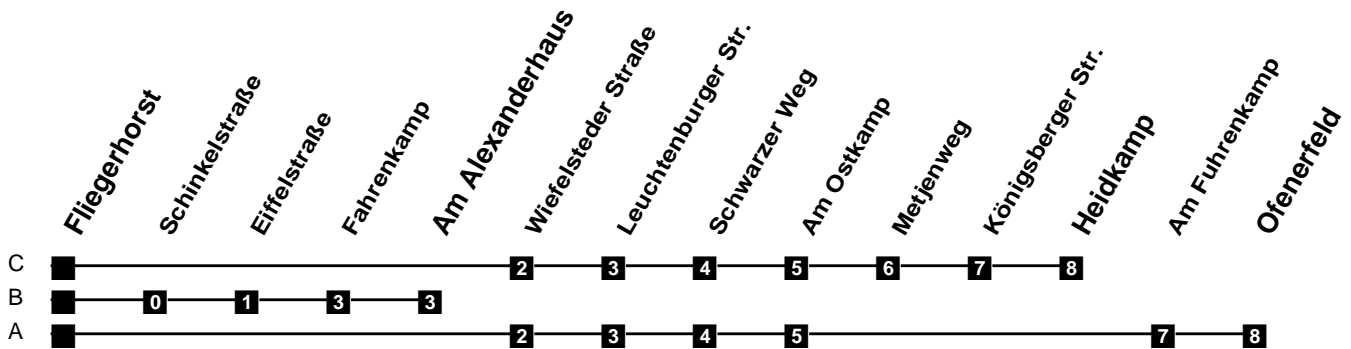 Fliegerhorst
Schinkelstraße
Eiffelstraße
Fahrenkamp
Am Alexanderhaus
Wiefelsteder Straße
Leuchtenburger Str.
Schwarzer Weg
Am Ostkamp
Metjenweg
Königsberger Str.
Heidkamp
Am Fuhrenkamp
Ofenerfeld
C 2 3 4 5 6 7 8
B 0 1 3 3
A 2 3 4 5 7 8